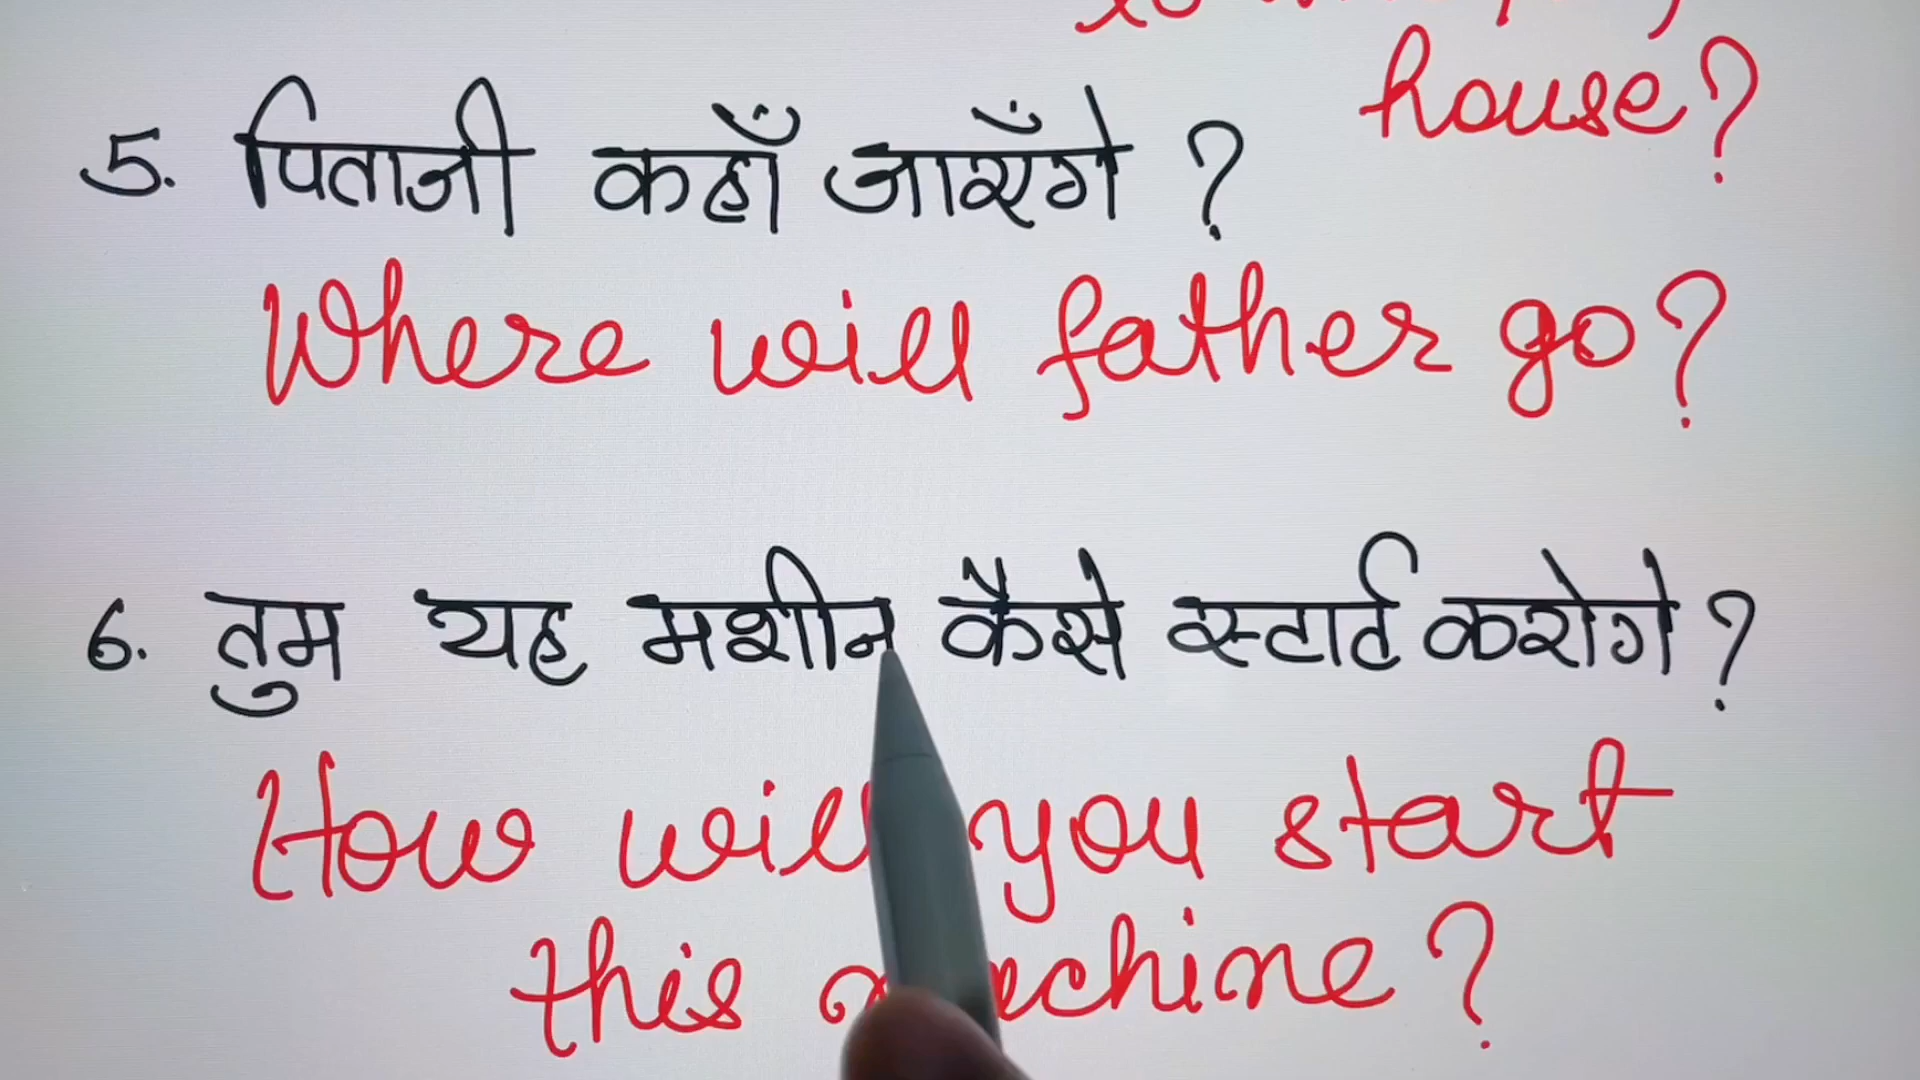 house?
5. पिताजी कहाँ जाएँगे ?
Where will father go?
6. तुम यह मशीन कैसे स्टार्ट करोगे ?
How will you start
this machine?